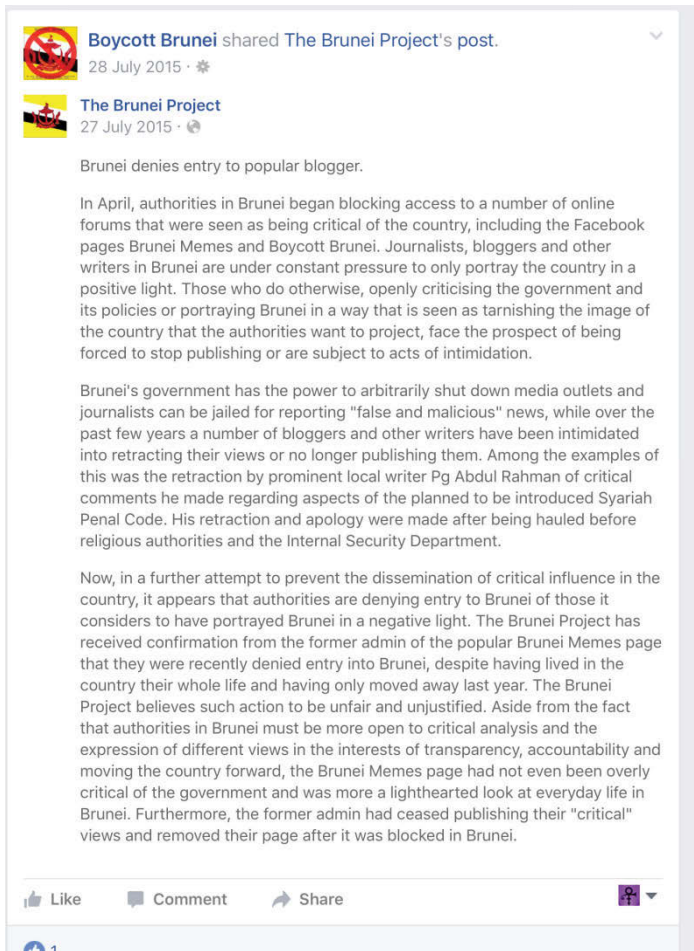 Boycott Brunei shared The Brunei Project's post.
28 July 2015 ·
The Brunei Project
27 July 2015 ·
Brunei denies entry to popular blogger.
In April, authorities in Brunei began blocking access to a number of online
forums that were seen as being critical of the country, including the Facebook
pages Brunei Memes and Boycott Brunei. Journalists, bloggers and other
writers in Brunei are under constant pressure to only portray the country in a
positive light. Those who do otherwise, openly criticising the government and
its policies or portraying Brunei in a way that is seen as tarnishing the image of
the country that the authorities want to project, face the prospect of being
forced to stop publishing or are subject to acts of intimidation.
Brunei's government has the power to arbitrarily shut down media outlets and
journalists can be jailed for reporting "false and malicious" news, while over the
past few years a number of bloggers and other writers have been intimidated
into retracting their views or no longer publishing them. Among the examples of
this was the retraction by prominent local writer Pg Abdul Rahman of critical
comments he made regarding aspects of the planned to be introduced Syariah
Penal Code. His retraction and apology were made after being hauled before
religious authorities and the Internal Security Department.
Now, in a further attempt to prevent the dissemination of critical influence in the
country, it appears that authorities are denying entry to Brunei of those it
considers to have portrayed Brunei in a negative light. The Brunei Project has
received confirmation from the former admin of the popular Brunei Memes page
that they were recently denied entry into Brunei, despite having lived in the
country their whole life and having only moved away last year. The Brunei
Project believes such action to be unfair and unjustified. Aside from the fact
that authorities in Brunei must be more open to critical analysis and the
expression of different views in the interests of transparency, accountability and
moving the country forward, the Brunei Memes page had not even been overly
critical of the government and was more a lighthearted look at everyday life in
Brunei. Furthermore, the former admin had ceased publishing their "critical"
views and removed their page after it was blocked in Brunei.
Like Comment Share
1